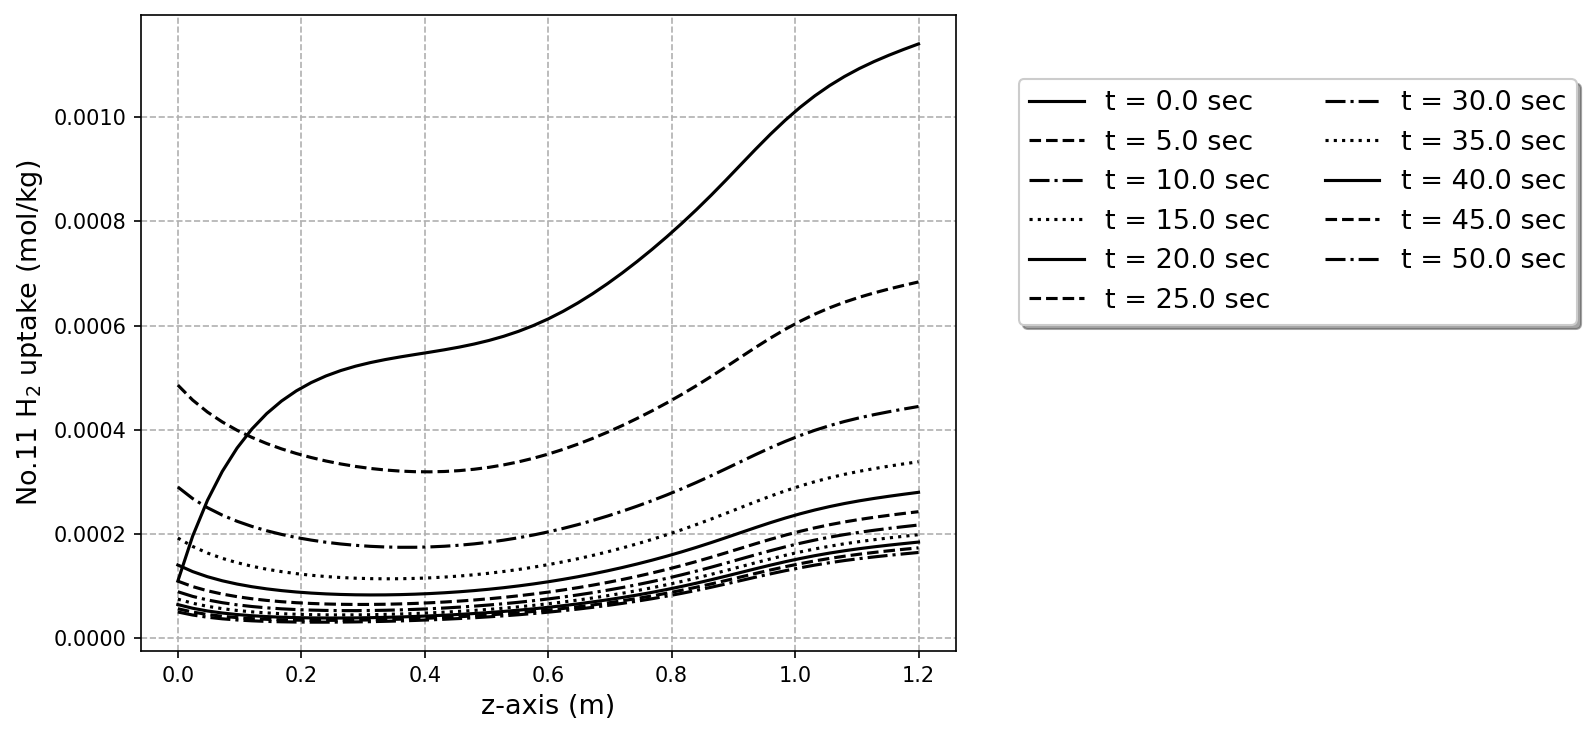 No.11 H₂ uptake (mol/kg)
0.0010
0.0008
0.0006
0.0004
0.0002
0.0000
0.0 0.2 0.4 0.6 0.8 1.0 1.2
z-axis (m)
t = 0.0 sec
t = 5.0 sec
t = 10.0 sec
t = 15.0 sec
t = 20.0 sec
t = 25.0 sec
t = 30.0 sec
t = 35.0 sec
t = 40.0 sec
t = 45.0 sec
t = 50.0 sec